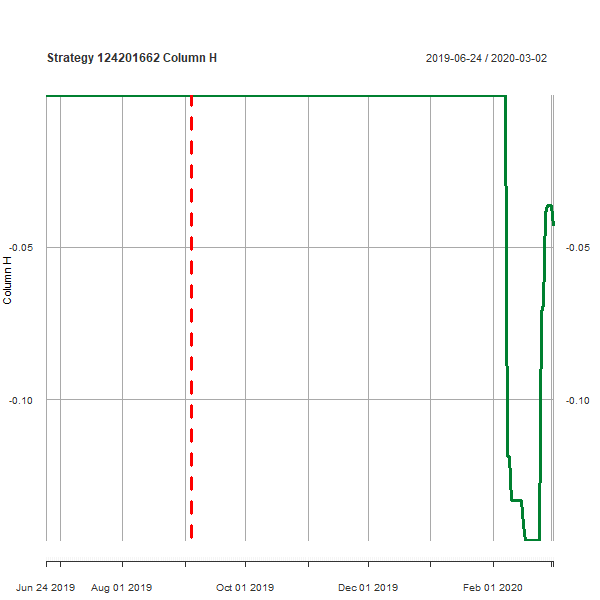 Strategy 124201662 Column H
2019-06-24 / 2020-03-02
-0.05
-0.05
Column H
-0.10
-0.10
Jun 24 2019
Aug 01 2019
Oct 01 2019
Dec 01 2019
Feb 01 2020